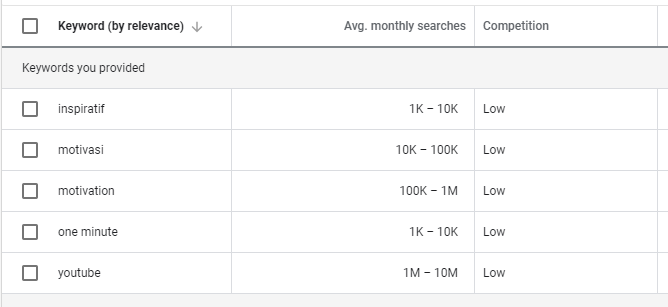 Keyword (by relevance) Avg. monthly searches Competition
Keywords you provided
inspiratif 1K – 10K Low
motivasi 10K – 100K Low
motivation 100K – 1M Low
one minute 1K – 10K Low
youtube 1M – 10M Low